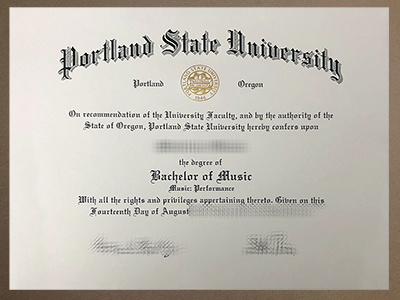 Portland State University
Portland Oregon
1946
On recommendation of the University Faculty, and by the authority of the
State of Oregon, Portland State University hereby confers upon
the degree of
Bachelor of Music
Music: Performance
With all the rights and privileges appertaining thereto. Given on this
Fourteenth Day of August